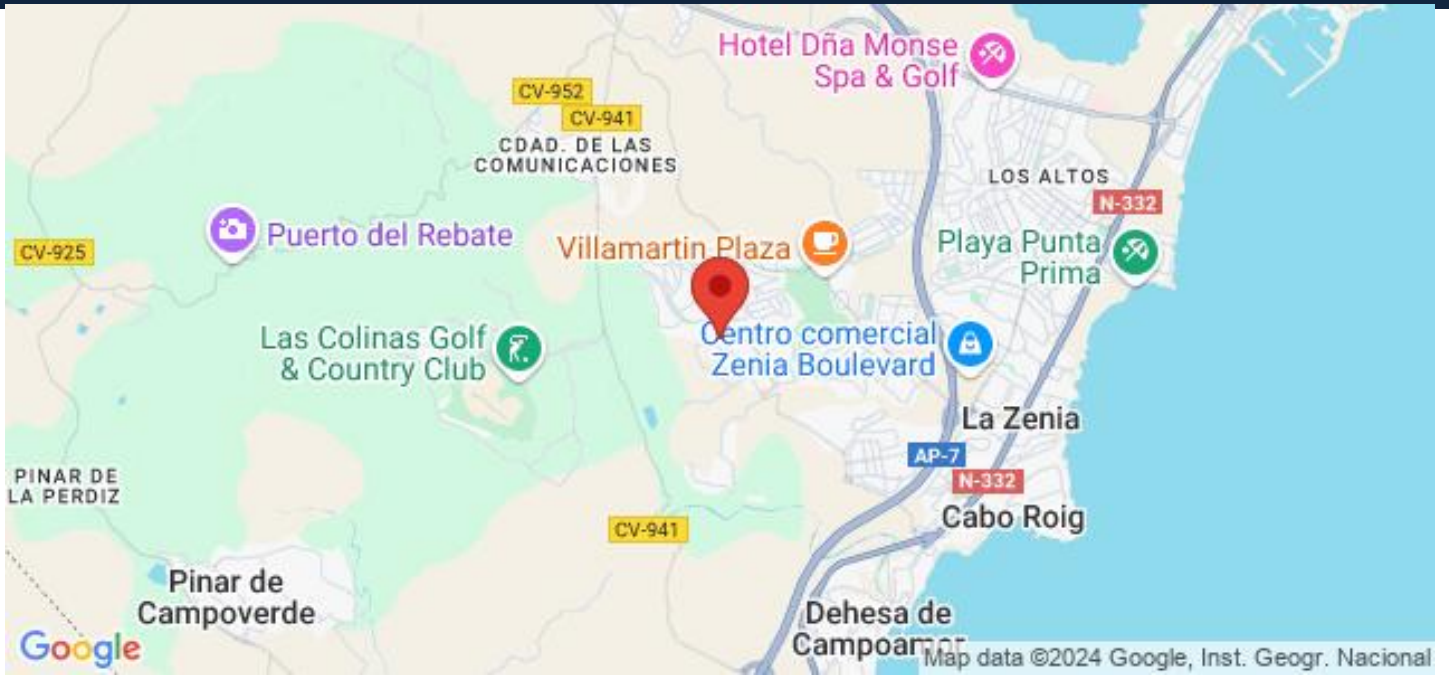 Hotel Dña Monse
Spa & Golf
CV-952
CV-941
CDAD. DE LAS
COMUNICACIONES
LOS ALTOS
N-332
Puerto del Rebate
Villamartin Plaza
Playa Punta
Prima
CV-925
Las Colinas Golf
& Country Club
Centro comercial
Zenia Boulevard
La Zenia
AP-7
N-332
PINAR DE
LA PERDIZ
Cabo Roig
CV-941
Pinar de
Campoverde
Dehesa de
Campoamor
Google
Map data ©2024 Google, Inst. Geogr. Nacional